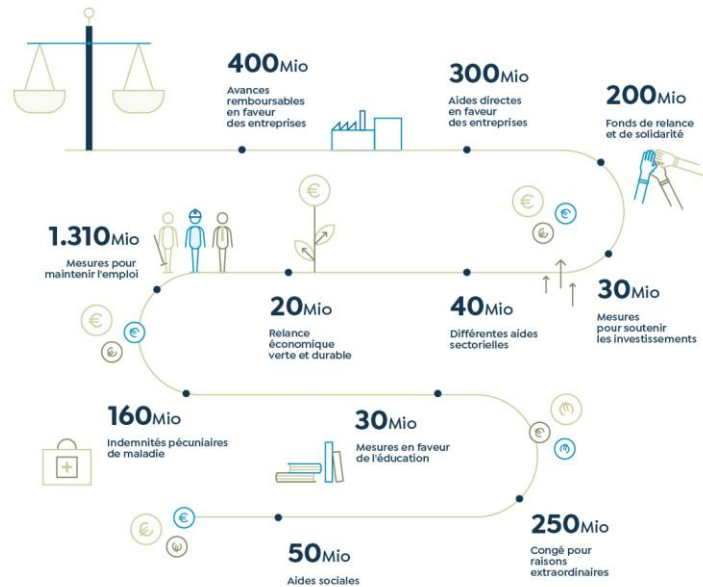 400Mio
Avances
remboursables
en faveur
des entreprises
300Mio
Aides directes
en faveur
des entreprises
200Mio
Fonds de relance
et de solidarité
30Mio
Mesures
pour soutenir
les investissements
40Mio
Différentes aides
sectorielles
20Mio
Relance
économique
verte et durable
1.310Mio
Mesures pour
maintenir l'emploi
160Mio
Indemnités pécuniaires
de maladie
30Mio
Mesures en faveur
de l'éducation
250Mio
Congé pour
raisons
extraordinaires
50Mio
Aides sociales